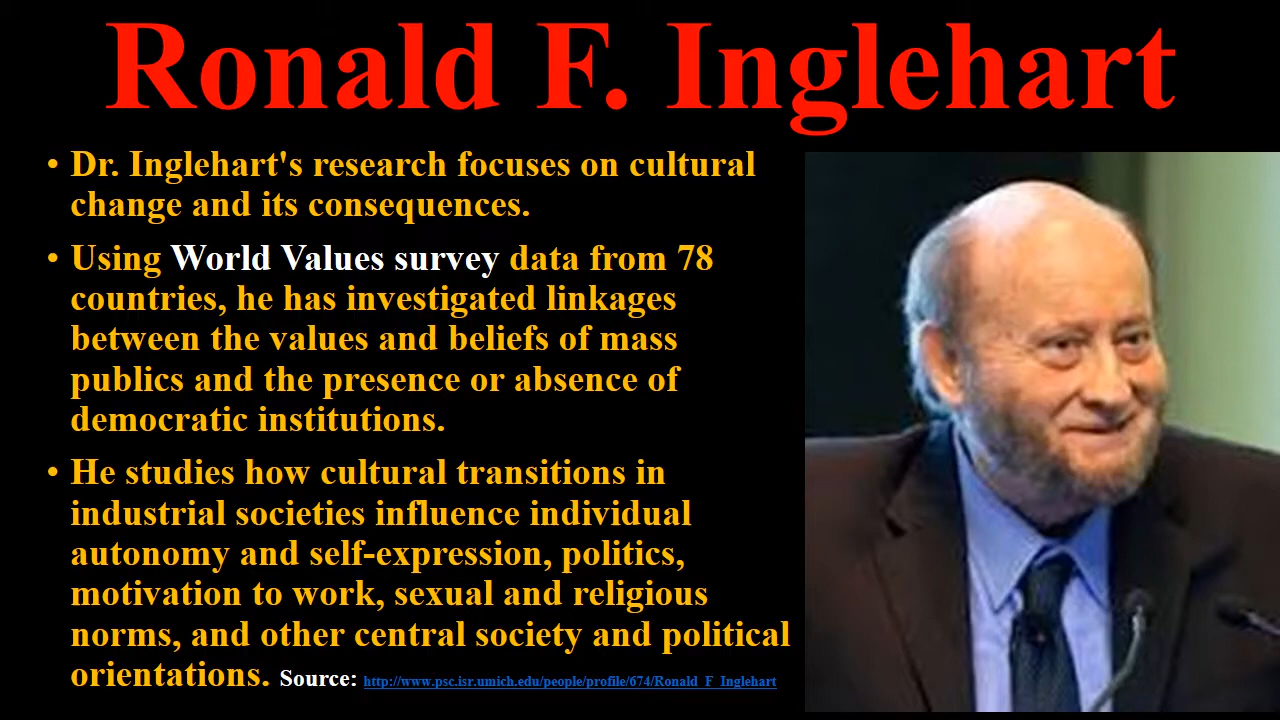 Ronald F. Inglehart
• Dr. Inglehart's research focuses on cultural
change and its consequences.
• Using World Values survey data from 78
countries, he has investigated linkages
between the values and beliefs of mass
publics and the presence or absence of
democratic institutions.
• He studies how cultural transitions in
industrial societies influence individual
autonomy and self-expression, politics,
motivation to work, sexual and religious
norms, and other central society and political
orientations. Source: http://www.psc.isr.umich.edu/people/profile/674/Ronald_F_Inglehart